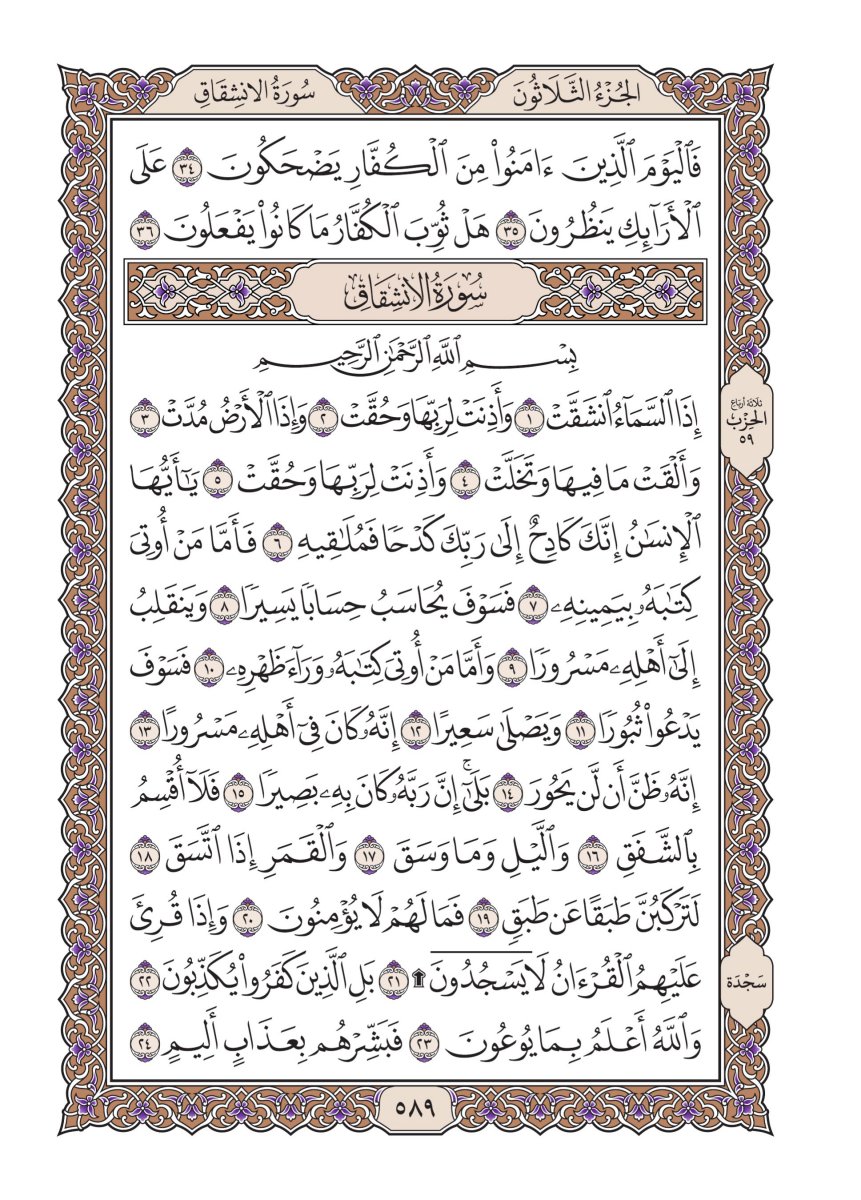 الجُزْءُ الثَّلَاثُونَ
سُورَةُ الانشِقَاقِ
فَٱلْيَوْمَ ٱلَّذِينَ ءَامَنُوا۟ مِنَ ٱلْكُفَّارِ يَضْحَكُونَ ٣٤ عَلَى
ٱلْأَرَآئِكِ يَنظُرُونَ ٣٥ هَلْ ثُوِّبَ ٱلْكُفَّارُ مَا كَانُوا۟ يَفْعَلُونَ ٣٦
سُورَةُ الانشِقَاقِ
بِسْمِ ٱللَّهِ ٱلرَّحْمَٰنِ ٱلرَّحِيمِ
إِذَا ٱلسَّمَآءُ ٱنشَقَّتْ ١ وَأَذِنَتْ لِرَبِّهَا وَحُقَّتْ ٢ وَإِذَا ٱلْأَرْضُ مُدَّتْ ٣
وَأَلْقَتْ مَا فِيهَا وَتَخَلَّتْ ٤ وَأَذِنَتْ لِرَبِّهَا وَحُقَّتْ ٥ يَٰٓأَيُّهَا
ٱلْإِنسَٰنُ إِنَّكَ كَادِحٌ إِلَىٰ رَبِّكَ كَدْحًا فَمُلَٰقِيهِ ٦ فَأَمَّا مَنْ أُوتِىَ
كِتَٰبَهُۥ بِيَمِينِهِۦ ٧ فَسَوْفَ يُحَاسَبُ حِسَابًا يَسِيرًا ٨ وَيَنقَلِبُ
إِلَىٰٓ أَهْلِهِۦ مَسْرُورًا ٩ وَأَمَّا مَنْ أُوتِىَ كِتَٰبَهُۥ وَرَآءَ ظَهْرِهِۦ ١٠ فَسَوْفَ
يَدْعُوا۟ ثُبُورًا ١١ وَيَصْلَىٰ سَعِيرًا ١٢ إِنَّهُۥ كَانَ فِىٓ أَهْلِهِۦ مَسْرُورًا ١٣
إِنَّهُۥ ظَنَّ أَن لَّن يَحُورَ ١٤ بَلَىٰٓۚ إِنَّ رَبَّهُۥ كَانَ بِهِۦ بَصِيرًا ١٥ فَلَآ أُقْسِمُ
بِٱلشَّفَقِ ١٦ وَٱلَّيْلِ وَمَا وَسَقَ ١٧ وَٱلْقَمَرِ إِذَا ٱتَّسَقَ ١٨
لَتَرْكَبُنَّ طَبَقًا عَن طَبَقٍ ١٩ فَمَا لَهُمْ لَا يُؤْمِنُونَ ٢٠ وَإِذَا قُرِئَ
عَلَيْهِمُ ٱلْقُرْءَانُ لَا يَسْجُدُونَ ۩ ٢١ بَلِ ٱلَّذِينَ كَفَرُوا۟ يُكَذِّبُونَ ٢٢
وَٱللَّهُ أَعْلَمُ بِمَا يُوعُونَ ٢٣ فَبَشِّرْهُم بِعَذَابٍ أَلِيمٍ ٢٤
ثلاثة أرباع
الحِزْب
٥٩
سَجْدَة
٥٨٩